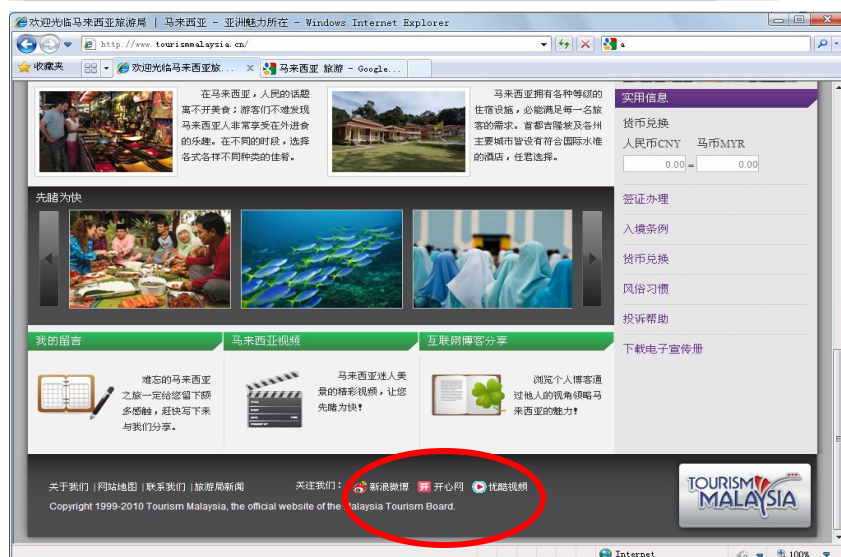 欢迎光临马来西亚旅游局 | 马来西亚 - 亚洲魅力所在 - Windows Internet Explorer
http://www.tourismmalaysia.cn/
收藏夹
欢迎光临马来西亚旅... x
马来西亚 旅游 - Google...
在马来西亚，人民的话题
离不开美食；游客们不难发现
马来西亚人非常享受在外进食
的乐趣。在不同的时段，选择
各式各样不同种类的佳肴。
马来西亚拥有各种等级的
住宿设施，必能满足每一名旅
客的需求。首都吉隆坡及各州
主要城市皆设有符合国际水准
的酒店，任君选择。
实用信息
货币兑换
人民币CNY 马币MYR
0.00 = 0.00
签证办理
入境条例
货币兑换
风俗习惯
投诉帮助
下载电子宣传册
先睹为快
我的留言
马来西亚视频
互联网博客分享
难忘的马来西亚
之旅一定给您留下颇
多感触，赶快写下来
与我们分享。
马来西亚迷人美
景的精彩视频，让您
先睹为快！
浏览个人博客通
过他人的视角领略马
来西亚的魅力！
关于我们 | 网站地图 | 联系我们 | 旅游局新闻
关注我们： 新浪微博 开 开心网 优酷视频
Copyright 1999-2010 Tourism Malaysia, the official website of the Malaysia Tourism Board.
TOURISM
MALAYSIA
Internet
100%